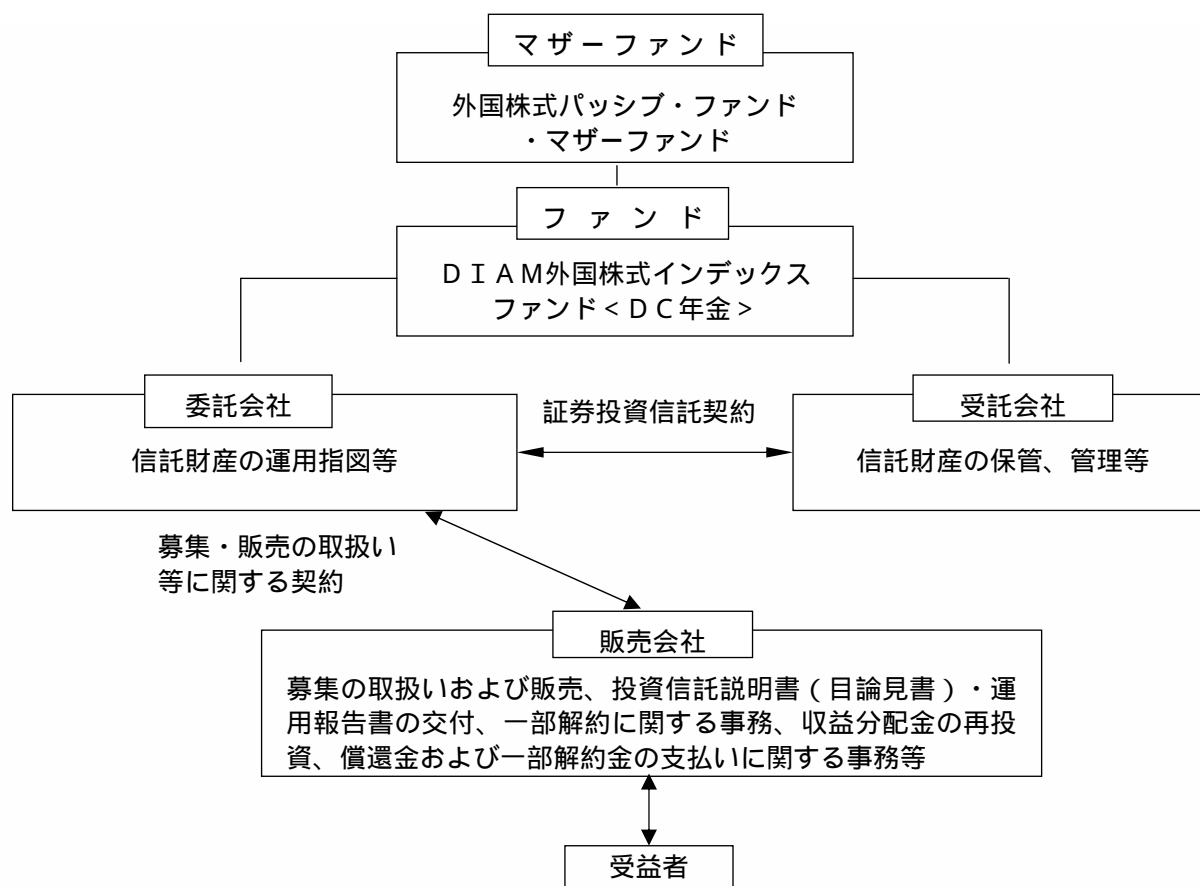 マザーファンド
外国株式パッシブ・ファンド
・マザーファンド
ファンド
ＤＩＡＭ外国株式インデックス
ファンド＜ＤＣ年金＞
委託会社
信託財産の運用指図等
証券投資信託契約
受託会社
信託財産の保管、管理等
募集・販売の取扱い
等に関する契約
販売会社
募集の取扱いおよび販売、投資信託説明書（目論見書）・運
用報告書の交付、一部解約に関する事務、収益分配金の再投
資、償還金および一部解約金の支払いに関する事務等
受益者